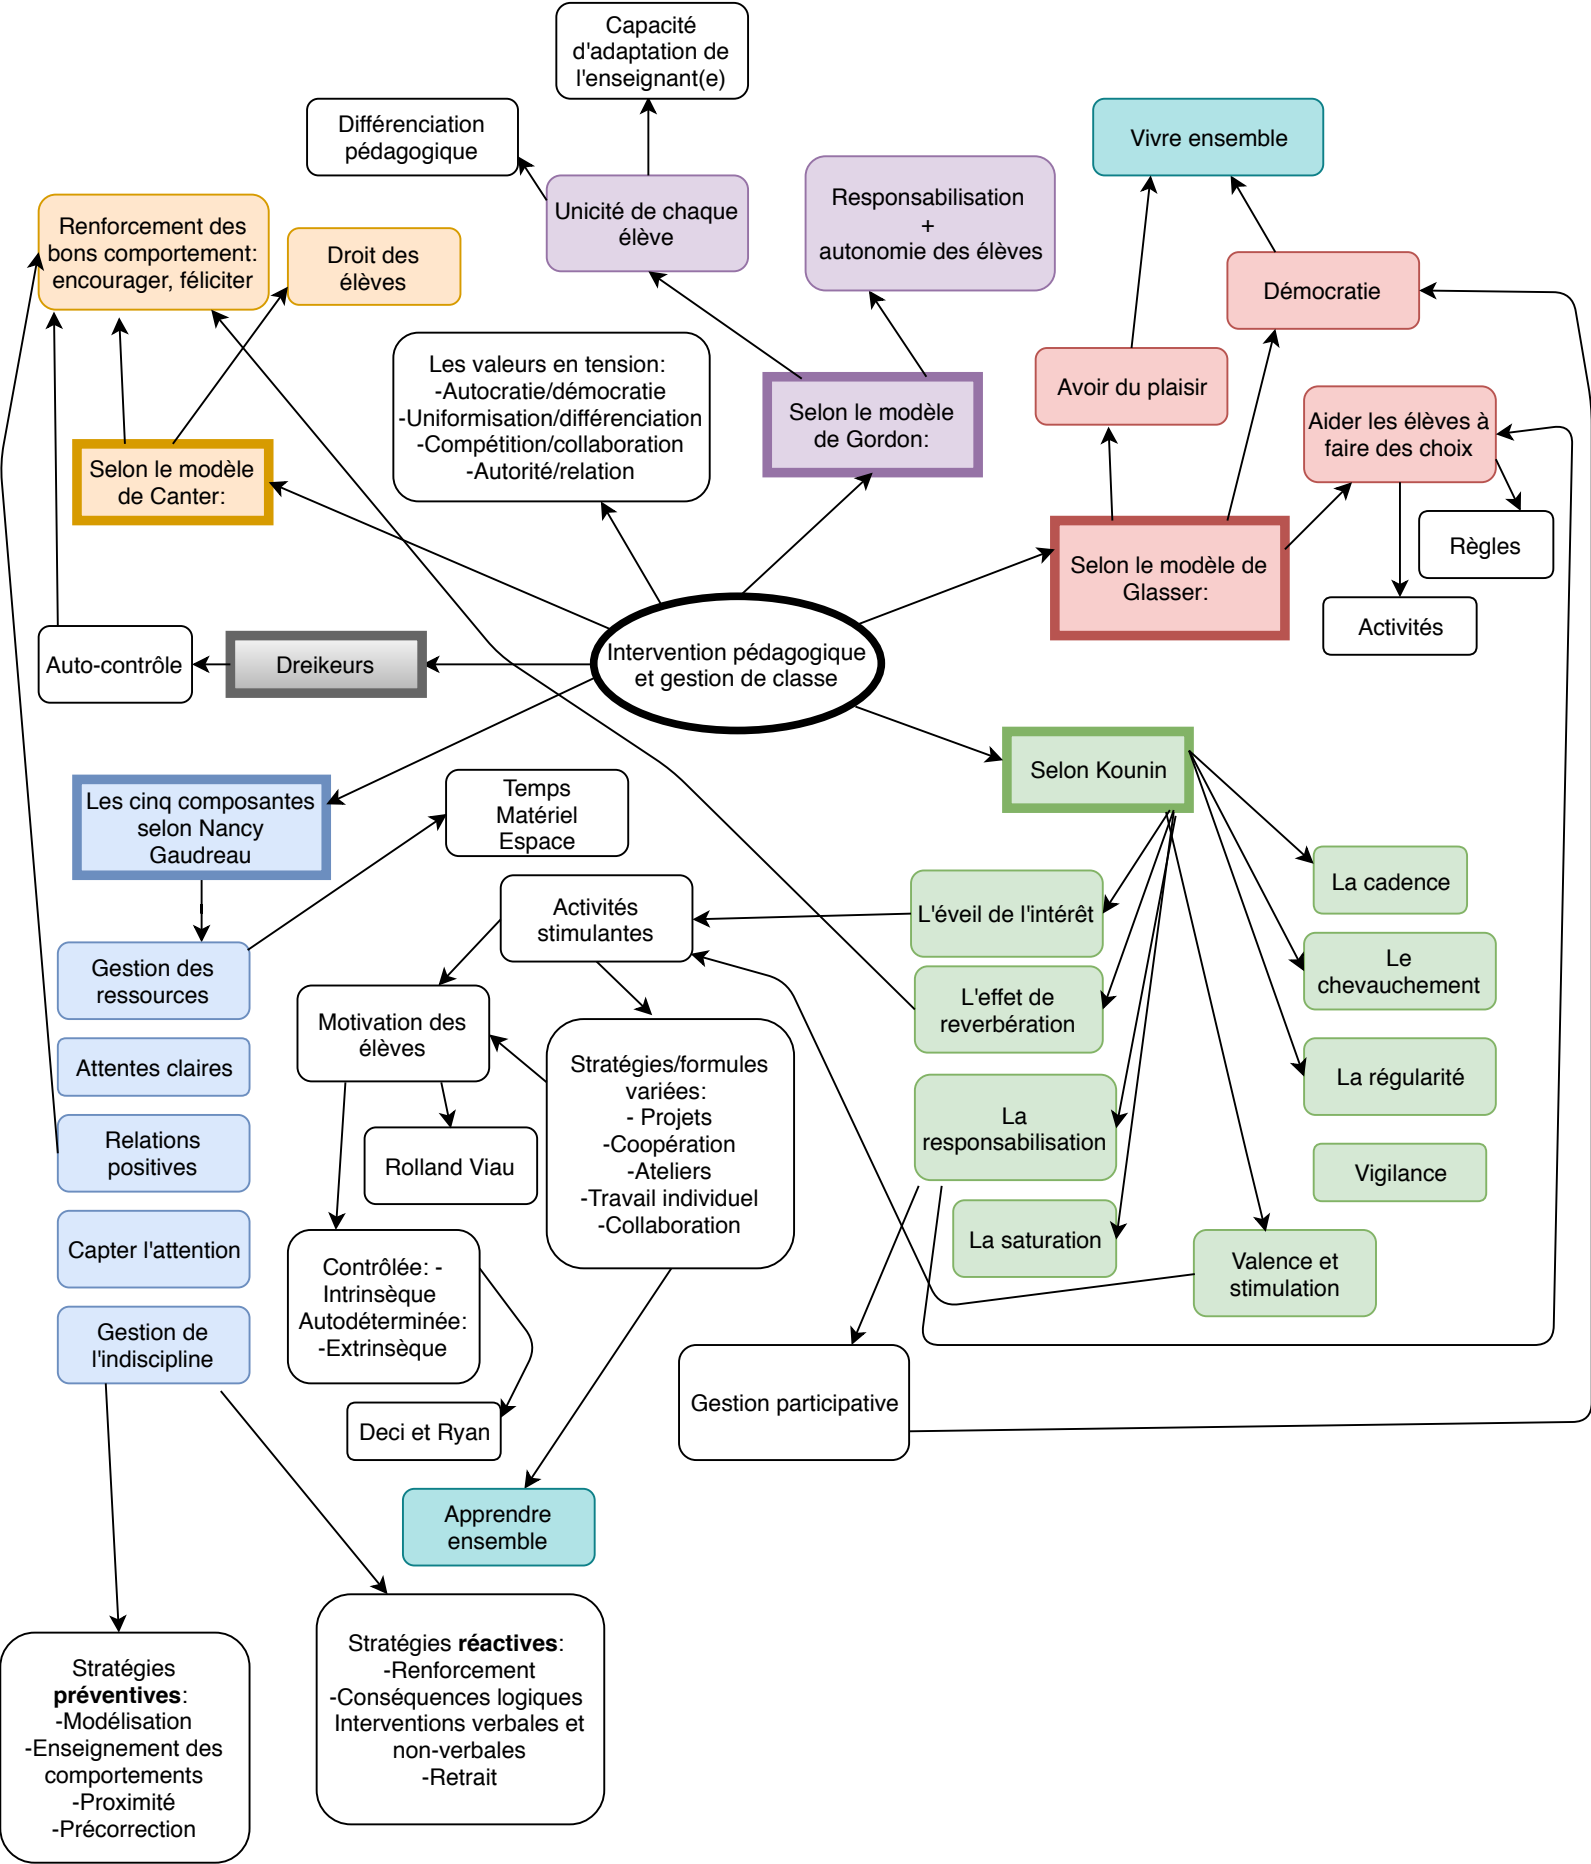 Capacité
d'adaptation de
l'enseignant(e)
Différenciation
pédagogique
Vivre ensemble
Unicité de chaque
élève
Responsabilisation
+
autonomie des élèves
Renforcement des
bons comportement:
encourager, féliciter
Droit des
élèves
Démocratie
Les valeurs en tension:
-Autocratie/démocratie
-Uniformisation/différenciation
-Compétition/collaboration
-Autorité/relation
Selon le modèle
de Gordon:
Avoir du plaisir
Aider les élèves à
faire des choix
Selon le modèle
de Canter:
Règles
Selon le modèle de
Glasser:
Activités
Auto-contrôle
Dreikeurs
Intervention pédagogique
et gestion de classe
Selon Kounin
Les cinq composantes
selon Nancy
Gaudreau
Temps
Matériel
Espace
La cadence
Activités
stimulantes
L'éveil de l'intérêt
Gestion des
ressources
Le
chevauchement
L'effet de
reverbération
Motivation des
élèves
Attentes claires
Stratégies/formules
variées:
- Projets
-Coopération
-Ateliers
-Travail individuel
-Collaboration
La régularité
La
responsabilisation
Relations
positives
Rolland Viau
Vigilance
Capter l'attention
La saturation
Valence et
stimulation
Contrôlée: -
Intrinsèque
Autodéterminée:
-Extrinsèque
Gestion de
l'indiscipline
Gestion participative
Deci et Ryan
Apprendre
ensemble
Stratégies réactives:
-Renforcement
-Conséquences logiques
Interventions verbales et
non-verbales
-Retrait
Stratégies
préventives:
-Modélisation
-Enseignement des
comportements
-Proximité
-Précorrection